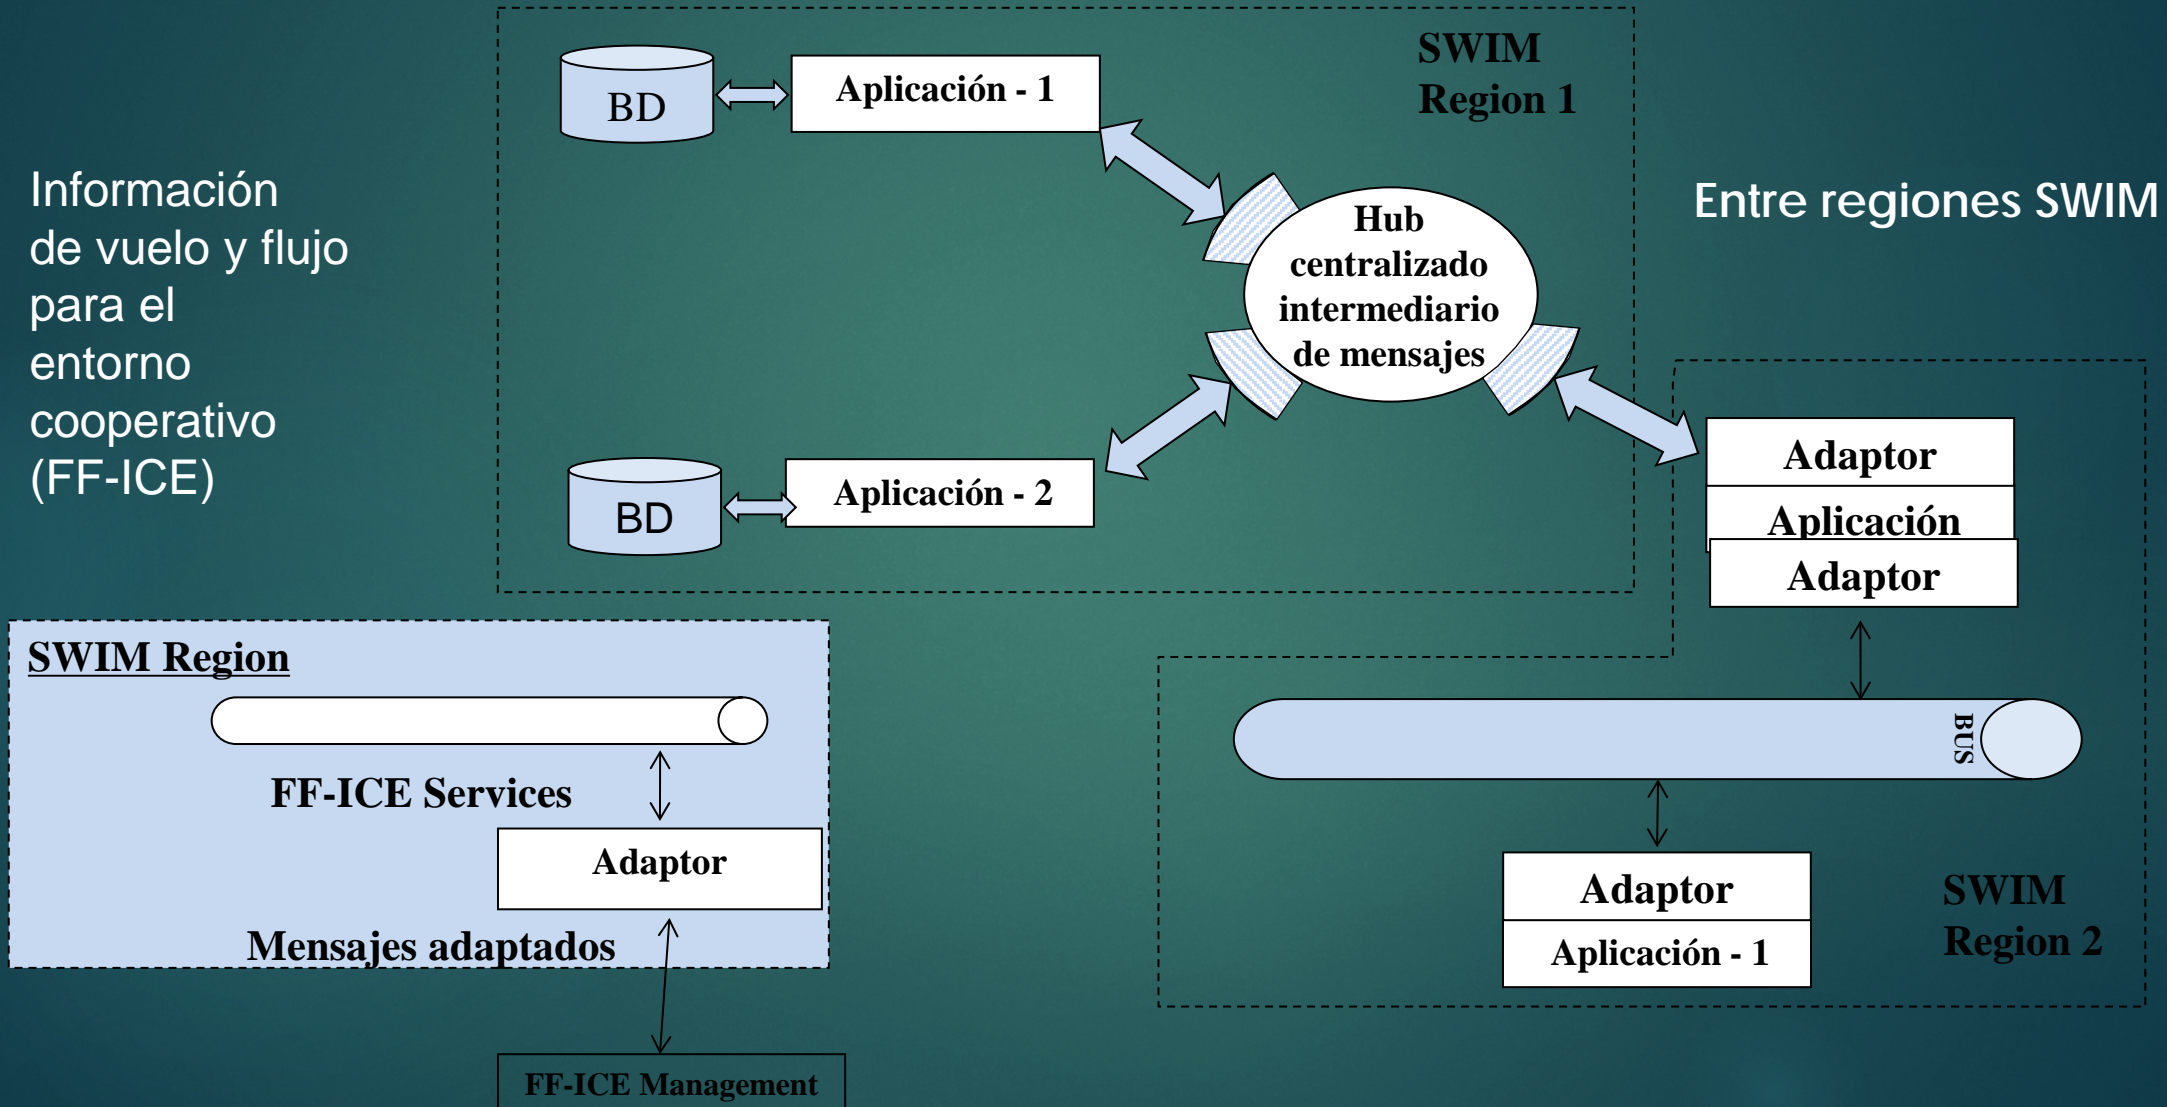 Información
de vuelo y flujo
para el
entorno
cooperativo
(FF-ICE)
BD
Aplicación - 1
SWIM
Region 1
Hub
centralizado
intermediario
de mensajes
BD
Aplicación - 2
Entre regiones SWIM
Adaptor
Aplicación
Adaptor
BUS
Adaptor
Aplicación - 1
SWIM
Region 2
SWIM Region
FF-ICE Services
Adaptor
Mensajes adaptados
FF-ICE Management